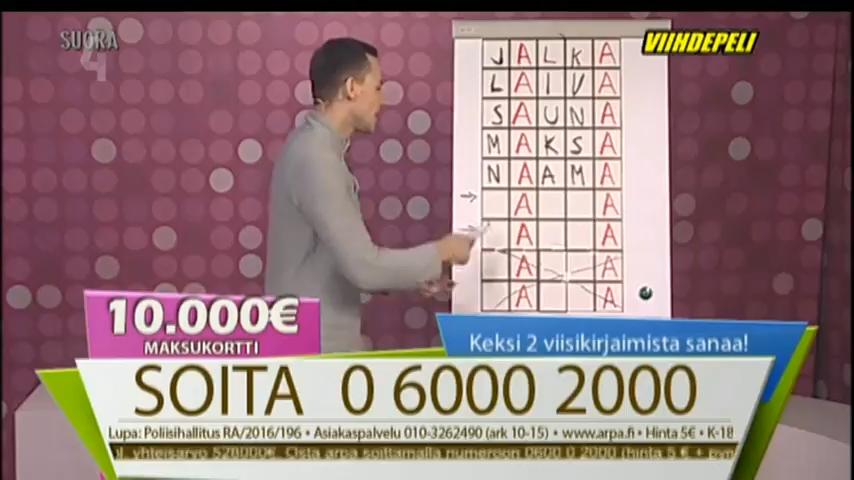 SUORA
4
VIIHDEPELI
JALKA
LAIVA
SAUNA
MAKSA
NAAMA
A A
A A
A A
A A
10.000€
MAKSUKORTTI
Keksi 2 viisikirjaimista sanaa!
SOITA 0 6000 2000
Lupa: Poliisihallitus RA/2016/196 • Asiakaspalvelu 010-3262490 (ark 10-15) • www.arpa.fi • Hinta 5€ • K-18
yhteisarvo 528000€. Osta arpa soittamalla numeroon 0600 0 2000 (hinta 5 € +